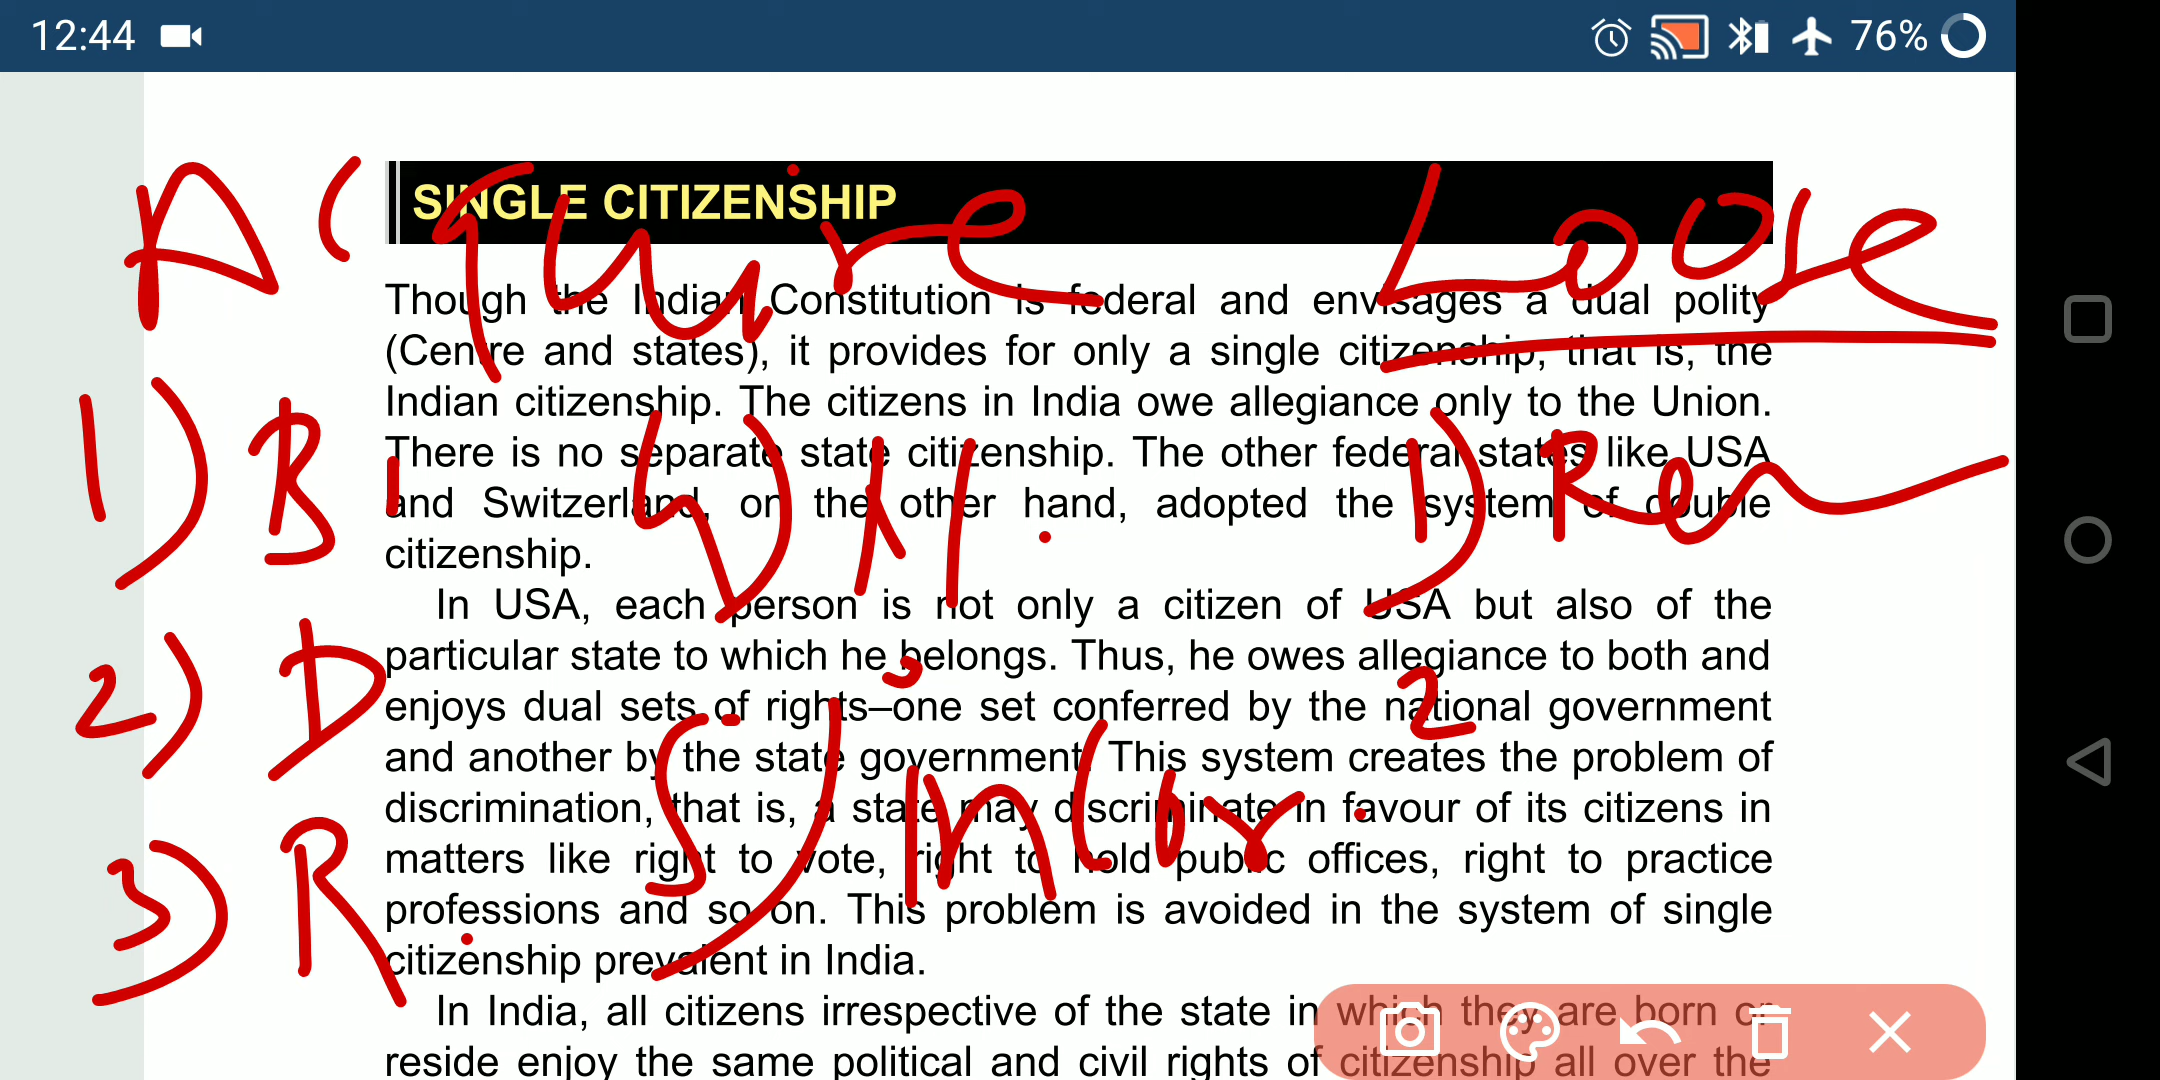 12:44 76%
SINGLE CITIZENSHIP
Acquire Loose
Though the Indian Constitution is federal and envisages a dual polity
(Centre and states), it provides for only a single citizenship, that is, the
Indian citizenship. The citizens in India owe allegiance only to the Union.
There is no separate state citizenship. The other federal states like USA
and Switzerland, on the other hand, adopted the system of double
citizenship.
1) B 4) N. 1) Ren
In USA, each person is not only a citizen of USA but also of the
particular state to which he belongs. Thus, he owes allegiance to both and
enjoys dual sets of rights–one set conferred by the national government
and another by the state government. This system creates the problem of
discrimination, that is, a state may discriminate in favour of its citizens in
matters like right to vote, right to hold public offices, right to practice
professions and so on. This problem is avoided in the system of single
citizenship prevalent in India.
2) D 5) Incor. 2
3) R.
In India, all citizens irrespective of the state in which they are born or
reside enjoy the same political and civil rights of citizenship all over the